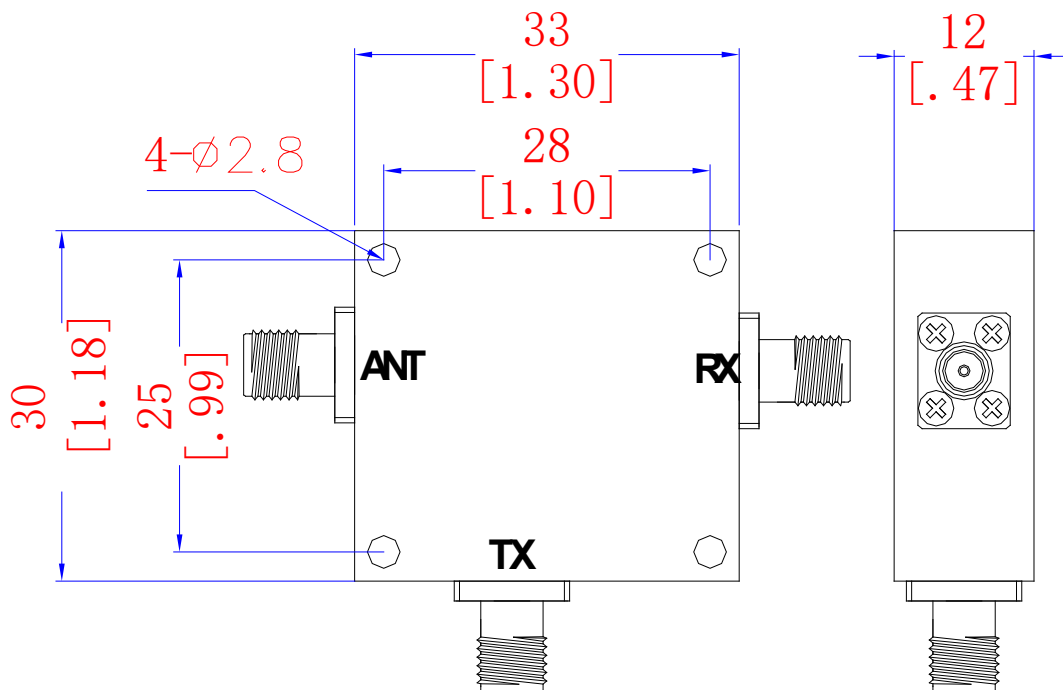 33
[1.30]
12
[.47]
4-Ø2.8
28
[1.10]
30
[1.18]
25
[.99]
ANT
RX
TX